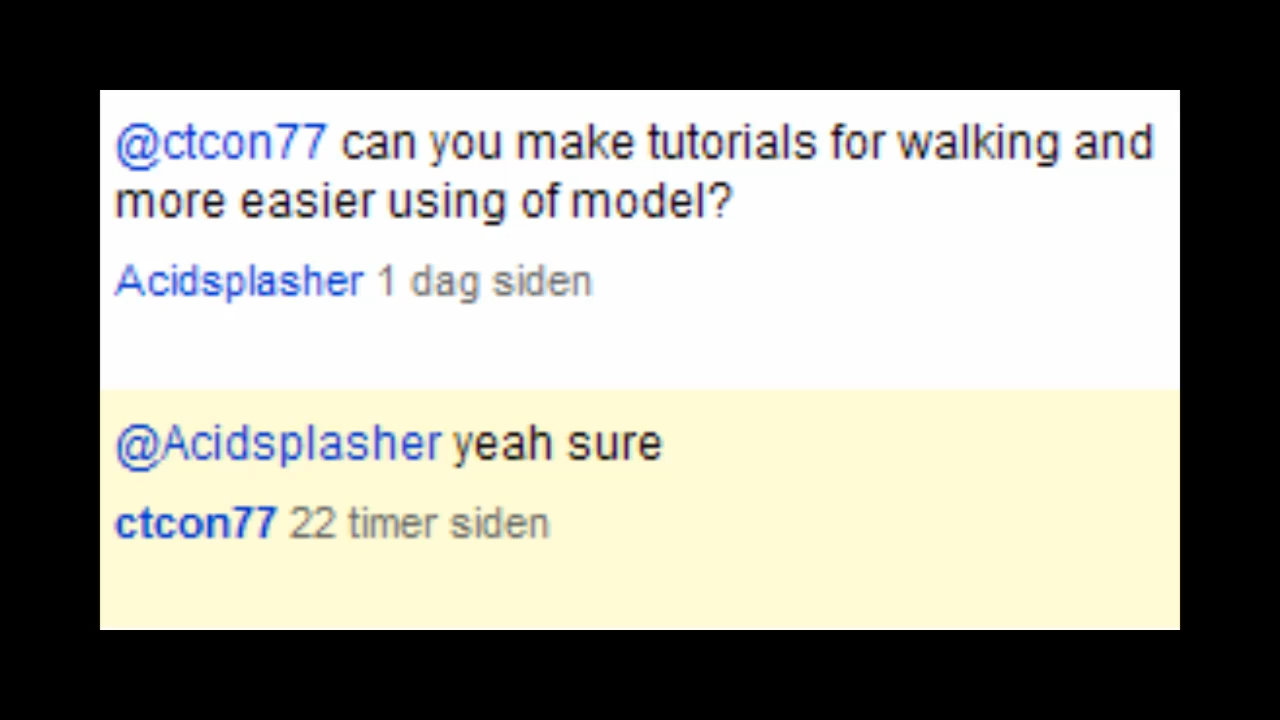 @ctcon77 can you make tutorials for walking and
more easier using of model?
Acidsplasher 1 dag siden
@Acidsplasher yeah sure
ctcon77 22 timer siden